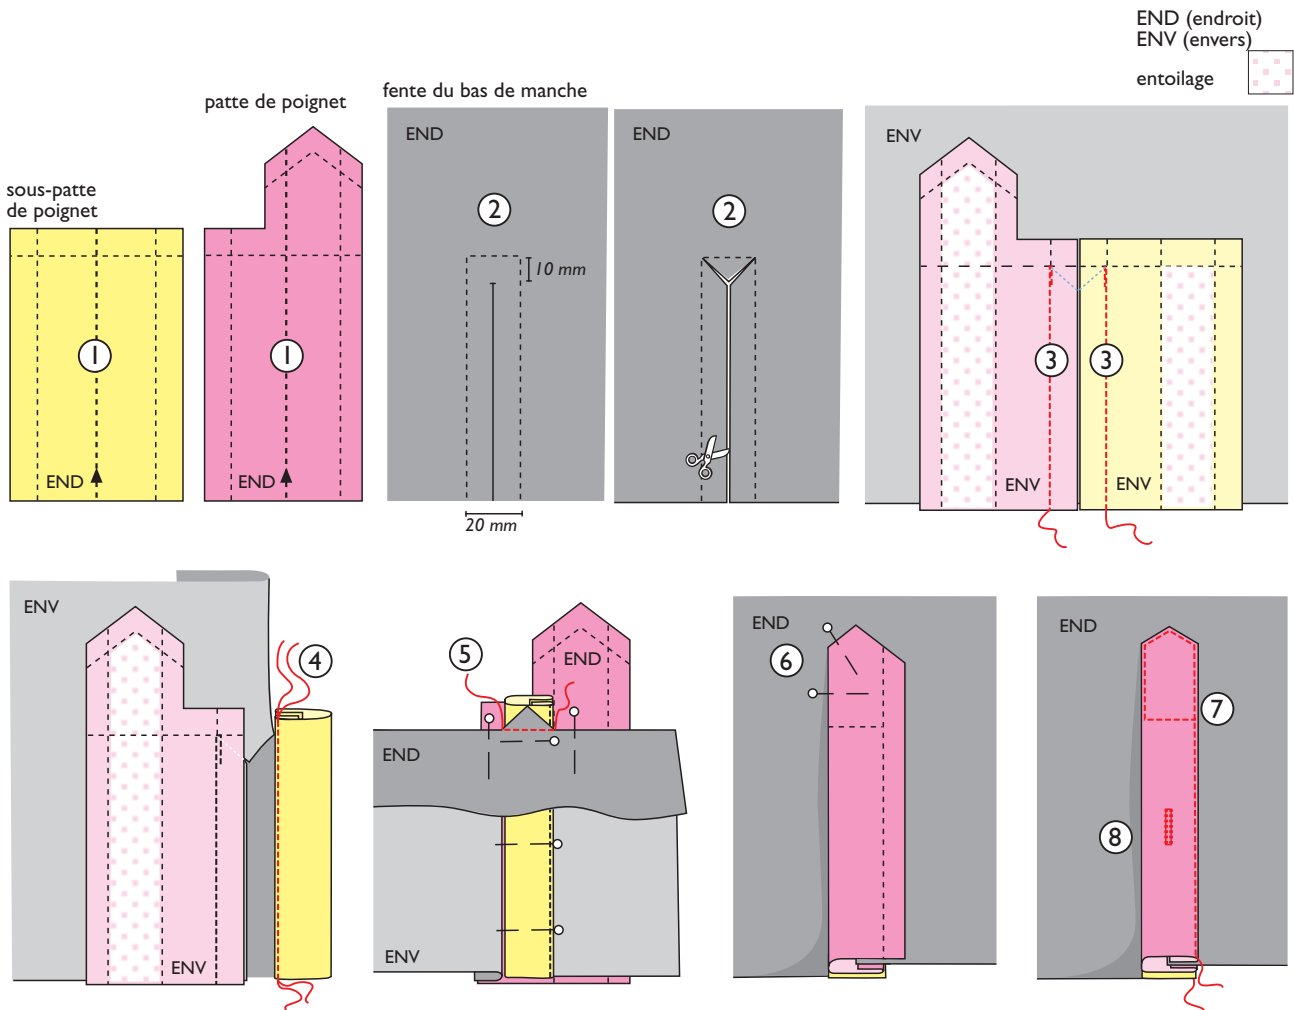 END (endroit)
ENV (envers)
entoilage
patte de poignet
fente du bas de manche
sous-patte
de poignet
END
END
ENV
2
2
10 mm
1
1
3
3
END
END
ENV
ENV
20 mm
ENV
4
5
END
END
6
END
7
END
8
ENV
ENV